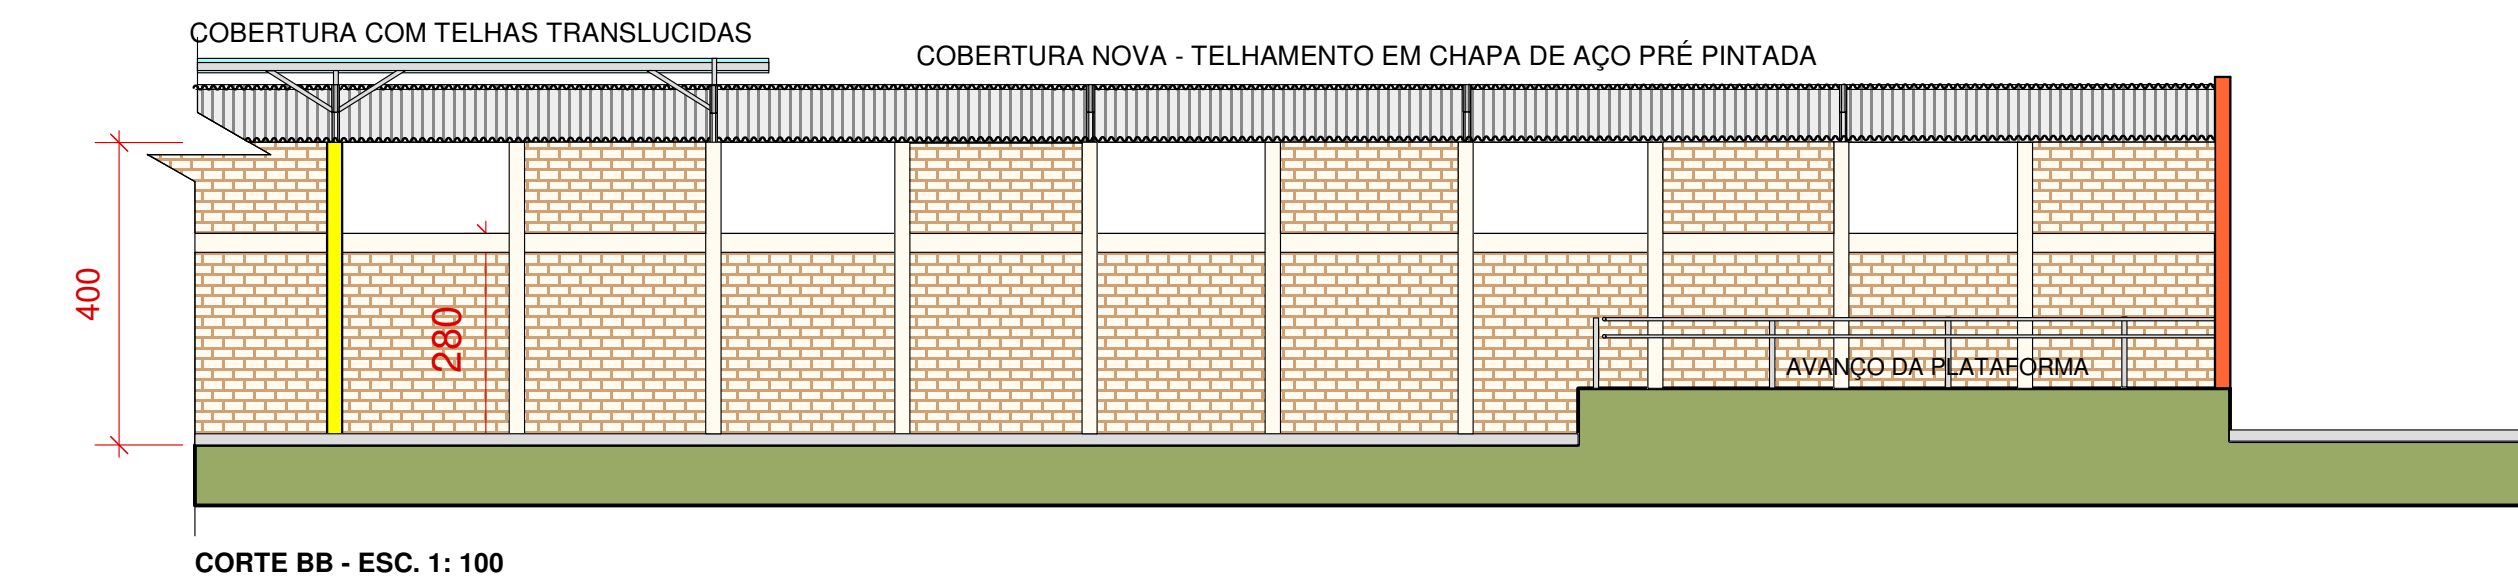 COBERTURA COM TELHAS TRANSLUCIDAS
COBERTURA NOVA - TELHAMENTO EM CHAPA DE AÇO PRÉ PINTADA
400
280
AVANÇO DA PLATAFORMA
CORTE BB - ESC. 1: 100